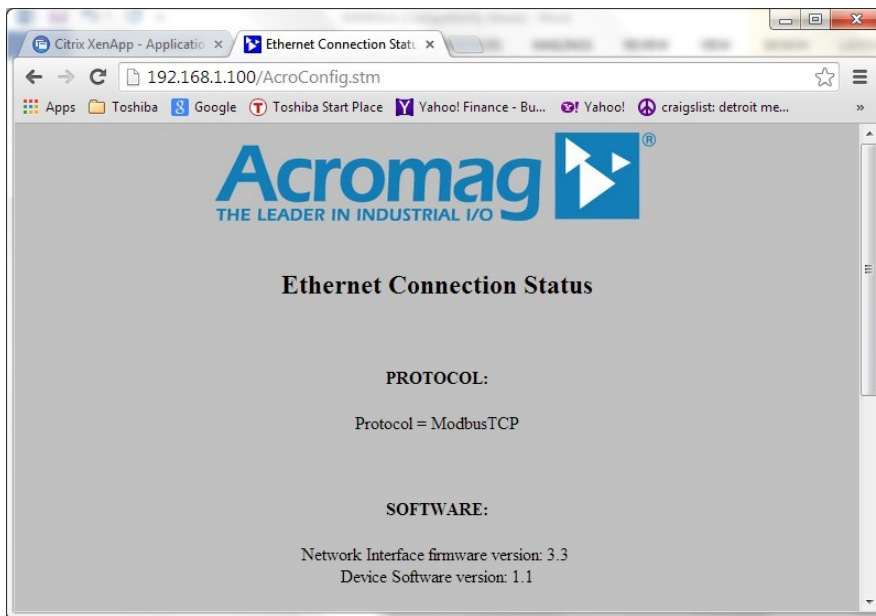 Citrix XenApp - Applicatio
Ethernet Connection Statu
192.168.1.100/AcroConfig.stm
Apps Toshiba Google Toshiba Start Place Yahoo! Finance - Bu... Yahoo! craigslist: detroit me... »
Acromag®
THE LEADER IN INDUSTRIAL I/O
Ethernet Connection Status
PROTOCOL:
Protocol = ModbusTCP
SOFTWARE:
Network Interface firmware version: 3.3
Device Software version: 1.1